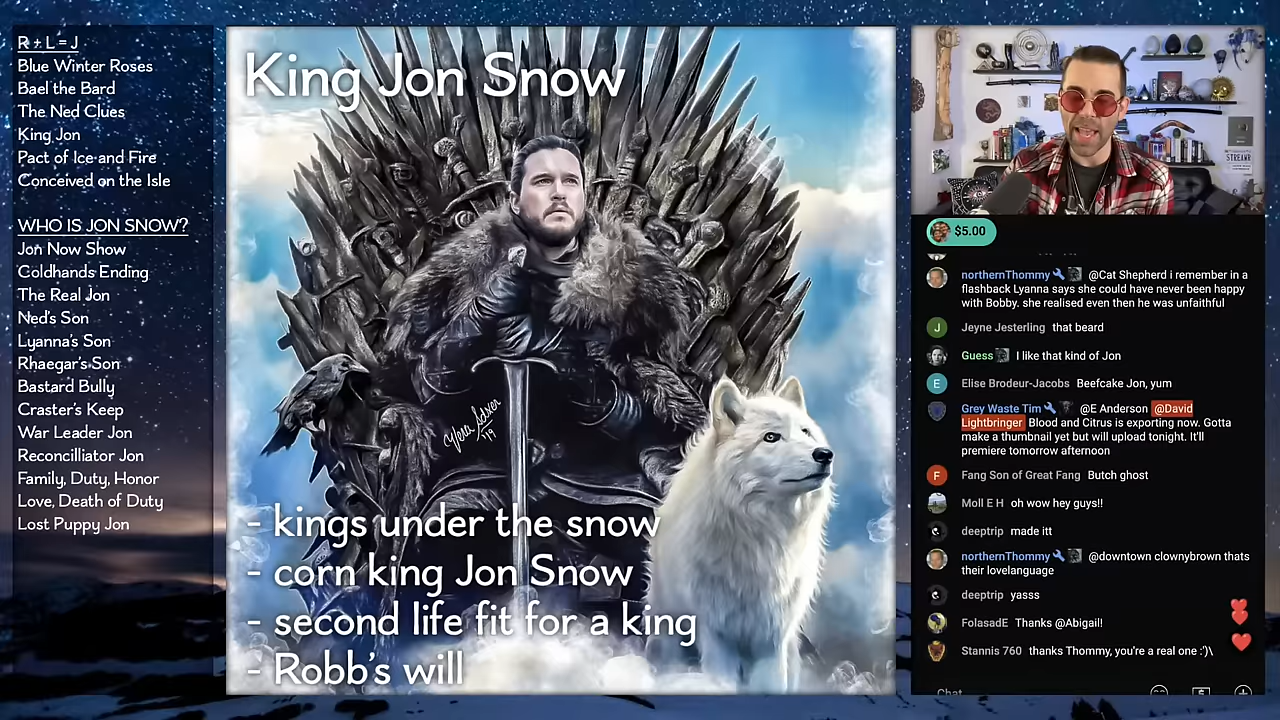 R + L = J
Blue Winter Roses
Bael the Bard
The Ned Clues
King Jon
Pact of Ice and Fire
Conceived on the Isle
WHO IS JON SNOW?
Jon Now Show
Coldhands Ending
The Real Jon
Ned's Son
Lyanna's Son
Rhaegar's Son
Bastard Bully
Craster's Keep
War Leader Jon
Reconcilliator Jon
Family, Duty, Honor
Love, Death of Duty
Lost Puppy Jon
King Jon Snow
- kings under the snow
- corn king Jon Snow
- second life fit for a king
- Robb's will
$5.00
northernThommy @Cat Shepherd i remember in a
flashback Lyanna says she could have never been happy
with Bobby. she realised even then he was unfaithful
Jeyne Jesterling that beard
Guess I like that kind of Jon
Elise Brodeur-Jacobs Beefcake Jon, yum
Grey Waste Tim @E Anderson @David
Lightbringer Blood and Citrus is exporting now. Gotta
make a thumbnail yet but will upload tonight. It'll
premiere tomorrow afternoon
Fang Son of Great Fang Butch ghost
Moll E H oh wow hey guys!!
deeptrip made itt
northernThommy @downtown clownybrown thats
their lovelanguage
deeptrip yasss
FolasadE Thanks @Abigail!
Stannis 760 thanks Thommy, you're a real one :')\
Chat